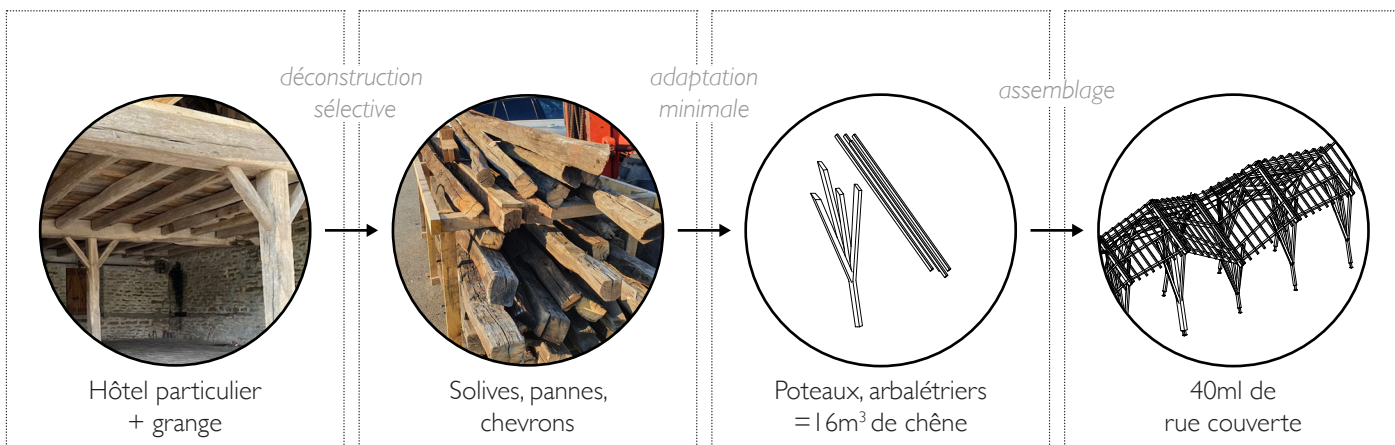 déconstruction
sélective
adaptation
minimale
assemblage
Hôtel particulier
+ grange
Solives, pannes,
chevrons
Poteaux, arbalétriers
=16m³ de chêne
40ml de
rue couverte